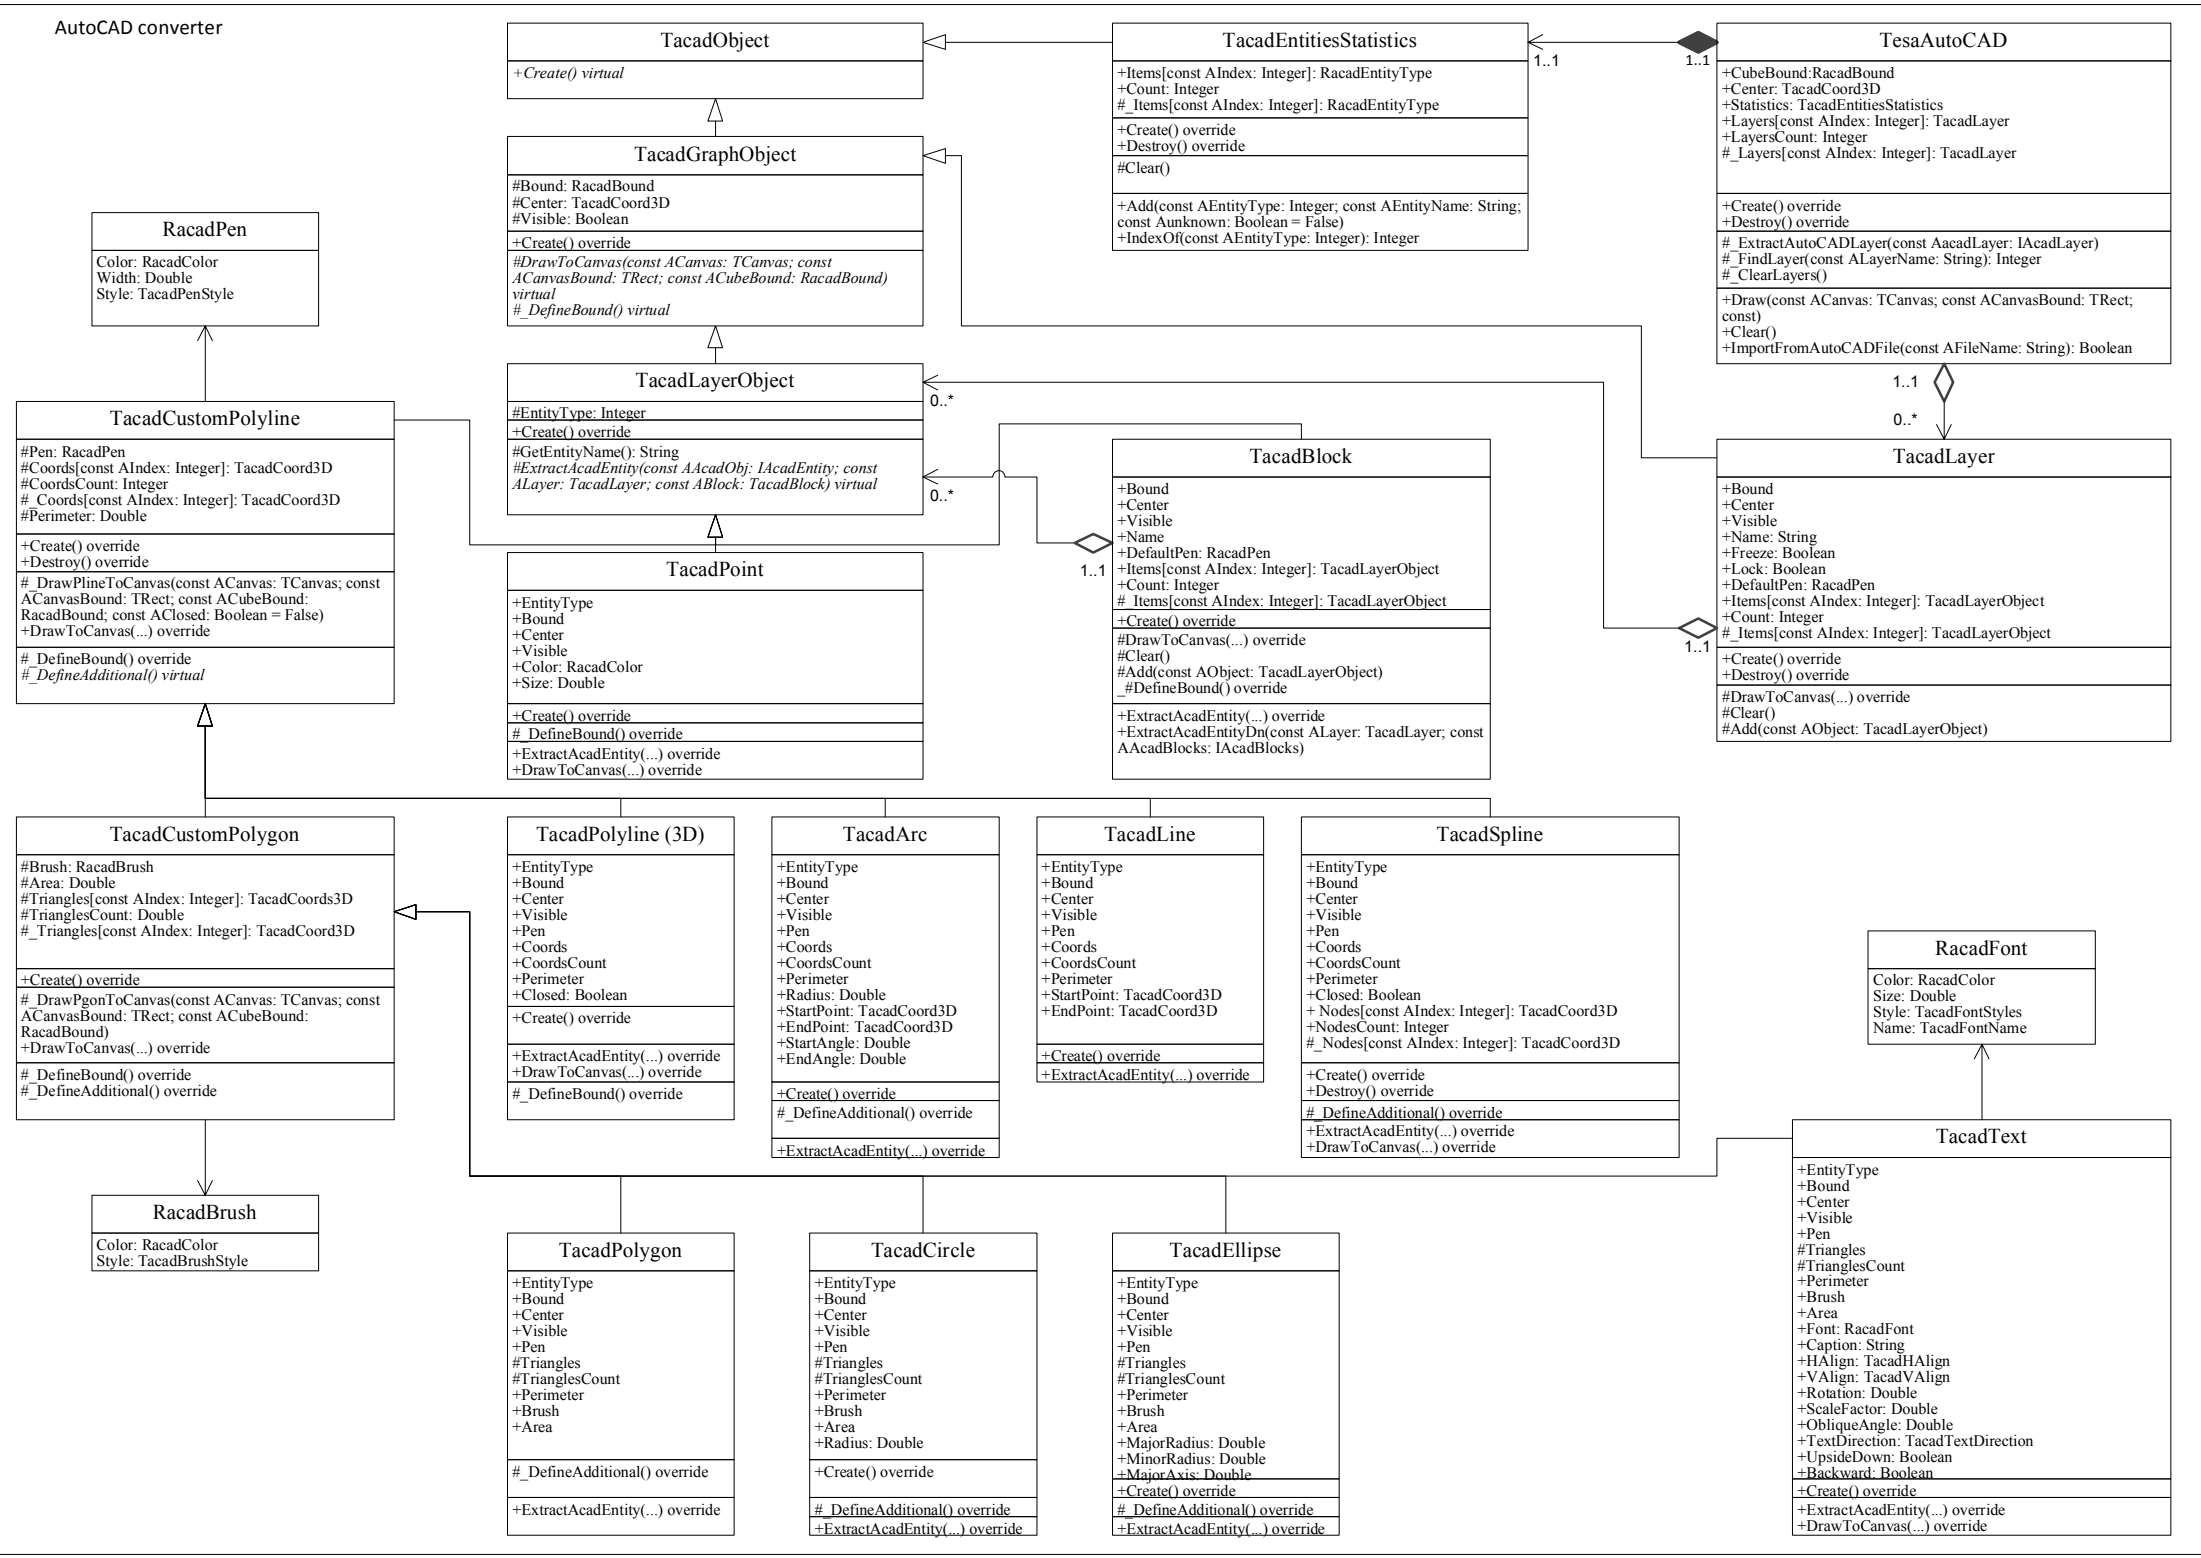 AutoCAD converter
TacadObject
+Create() virtual
TacadEntitiesStatistics
+Items[const AIndex: Integer]: RacadEntityType
+Count: Integer
#_Items[const AIndex: Integer]: RacadEntityType
+Create() override
+Destroy() override
#Clear()
+Add(const AEntityType: Integer; const AEntityName: String;
const Aunknown: Boolean = False)
+IndexOf(const AEntityType: Integer): Integer
1..1
1..1
TesaAutoCAD
+CubeBound:RacadBound
+Center: TacadCoord3D
+Statistics: TacadEntitiesStatistics
+Layers[const AIndex: Integer]: TacadLayer
+LayersCount: Integer
#_Layers[const AIndex: Integer]: TacadLayer
+Create() override
+Destroy() override
#_ExtractAutoCADLayer(const AacadLayer: IAcadLayer)
#_FindLayer(const ALayerName: String): Integer
#_ClearLayers()
+Draw(const ACanvas: TCanvas; const ACanvasBound: TRect;
const)
+Clear()
+ImportFromAutoCADFile(const AFileName: String): Boolean
TacadGraphObject
#Bound: RacadBound
#Center: TacadCoord3D
#Visible: Boolean
+Create() override
#DrawToCanvas(const ACanvas: TCanvas; const
ACanvasBound: TRect; const ACubeBound: RacadBound)
virtual
#_DefineBound() virtual
RacadPen
Color: RacadColor
Width: Double
Style: TacadPenStyle
TacadLayerObject
#EntityType: Integer
+Create() override
#GetEntityName(): String
#ExtractAcadEntity(const AAcadObj: IAcadEntity; const
ALayer: TacadLayer; const ABlock: TacadBlock) virtual
0..*
0..*
1..1
0..*
TacadCustomPolyline
#Pen: RacadPen
#Coords[const AIndex: Integer]: TacadCoord3D
#CoordsCount: Integer
#_Coords[const AIndex: Integer]: TacadCoord3D
#Perimeter: Double
+Create() override
+Destroy() override
#_DrawPlineToCanvas(const ACanvas: TCanvas; const
ACanvasBound: TRect; const ACubeBound:
RacadBound; const AClosed: Boolean = False)
+DrawToCanvas(...) override
#_DefineBound() override
#_DefineAdditional() virtual
TacadBlock
+Bound
+Center
+Visible
+Name
+DefaultPen: RacadPen
+Items[const AIndex: Integer]: TacadLayerObject
+Count: Integer
#_Items[const AIndex: Integer]: TacadLayerObject
+Create() override
#DrawToCanvas(...) override
#Clear()
#Add(const AObject: TacadLayerObject)
_#DefineBound() override
+ExtractAcadEntity(...) override
+ExtractAcadEntityDn(const ALayer: TacadLayer; const
AAcadBlocks: IAcadBlocks)
1..1
TacadLayer
+Bound
+Center
+Visible
+Name: String
+Freeze: Boolean
+Lock: Boolean
+DefaultPen: RacadPen
+Items[const AIndex: Integer]: TacadLayerObject
+Count: Integer
#_Items[const AIndex: Integer]: TacadLayerObject
+Create() override
+Destroy() override
#DrawToCanvas(...) override
#Clear()
#Add(const AObject: TacadLayerObject)
1..1
TacadPoint
+EntityType
+Bound
+Center
+Visible
+Color: RacadColor
+Size: Double
+Create() override
#_DefineBound() override
+ExtractAcadEntity(...) override
+DrawToCanvas(...) override
TacadCustomPolygon
#Brush: RacadBrush
#Area: Double
#Triangles[const AIndex: Integer]: TacadCoords3D
#TrianglesCount: Double
#_Triangles[const AIndex: Integer]: TacadCoord3D
+Create() override
#_DrawPgonToCanvas(const ACanvas: TCanvas; const
ACanvasBound: TRect; const ACubeBound:
RacadBound)
+DrawToCanvas(...) override
#_DefineBound() override
#_DefineAdditional() override
TacadPolyline (3D)
+EntityType
+Bound
+Center
+Visible
+Pen
+Coords
+CoordsCount
+Perimeter
+Closed: Boolean
+Create() override
+ExtractAcadEntity(...) override
+DrawToCanvas(...) override
#_DefineBound() override
TacadArc
+EntityType
+Bound
+Center
+Visible
+Pen
+Coords
+CoordsCount
+Perimeter
+Radius: Double
+StartPoint: TacadCoord3D
+EndPoint: TacadCoord3D
+StartAngle: Double
+EndAngle: Double
+Create() override
#_DefineAdditional() override
+ExtractAcadEntity(...) override
TacadLine
+EntityType
+Bound
+Center
+Visible
+Pen
+Coords
+CoordsCount
+Perimeter
+StartPoint: TacadCoord3D
+EndPoint: TacadCoord3D
+Create() override
+ExtractAcadEntity(...) override
TacadSpline
+EntityType
+Bound
+Center
+Visible
+Pen
+Coords
+CoordsCount
+Perimeter
+Closed: Boolean
+ Nodes[const AIndex: Integer]: TacadCoord3D
+NodesCount: Integer
#_Nodes[const AIndex: Integer]: TacadCoord3D
+Create() override
+Destroy() override
#_DefineAdditional() override
+ExtractAcadEntity(...) override
+DrawToCanvas(...) override
RacadFont
Color: RacadColor
Size: Double
Style: TacadFontStyles
Name: TacadFontName
RacadBrush
Color: RacadColor
Style: TacadBrushStyle
TacadPolygon
+EntityType
+Bound
+Center
+Visible
+Pen
#Triangles
#TrianglesCount
+Perimeter
+Brush
+Area
#_DefineAdditional() override
+ExtractAcadEntity(...) override
TacadCircle
+EntityType
+Bound
+Center
+Visible
+Pen
#Triangles
#TrianglesCount
+Perimeter
+Brush
+Area
+Radius: Double
+Create() override
#_DefineAdditional() override
+ExtractAcadEntity(...) override
TacadEllipse
+EntityType
+Bound
+Center
+Visible
+Pen
#Triangles
#TrianglesCount
+Perimeter
+Brush
+Area
+MajorRadius: Double
+MinorRadius: Double
+MajorAxis: Double
+Create() override
#_DefineAdditional() override
+ExtractAcadEntity(...) override
TacadText
+EntityType
+Bound
+Center
+Visible
+Pen
#Triangles
#TrianglesCount
+Perimeter
+Brush
+Area
+Font: RacadFont
+Caption: String
+HAlign: TacadHAlign
+VAlign: TacadVAlign
+Rotation: Double
+ScaleFactor: Double
+ObliqueAngle: Double
+TextDirection: TacadTextDirection
+UpsideDown: Boolean
+Backward: Boolean
+Create() override
+ExtractAcadEntity(...) override
+DrawToCanvas(...) override